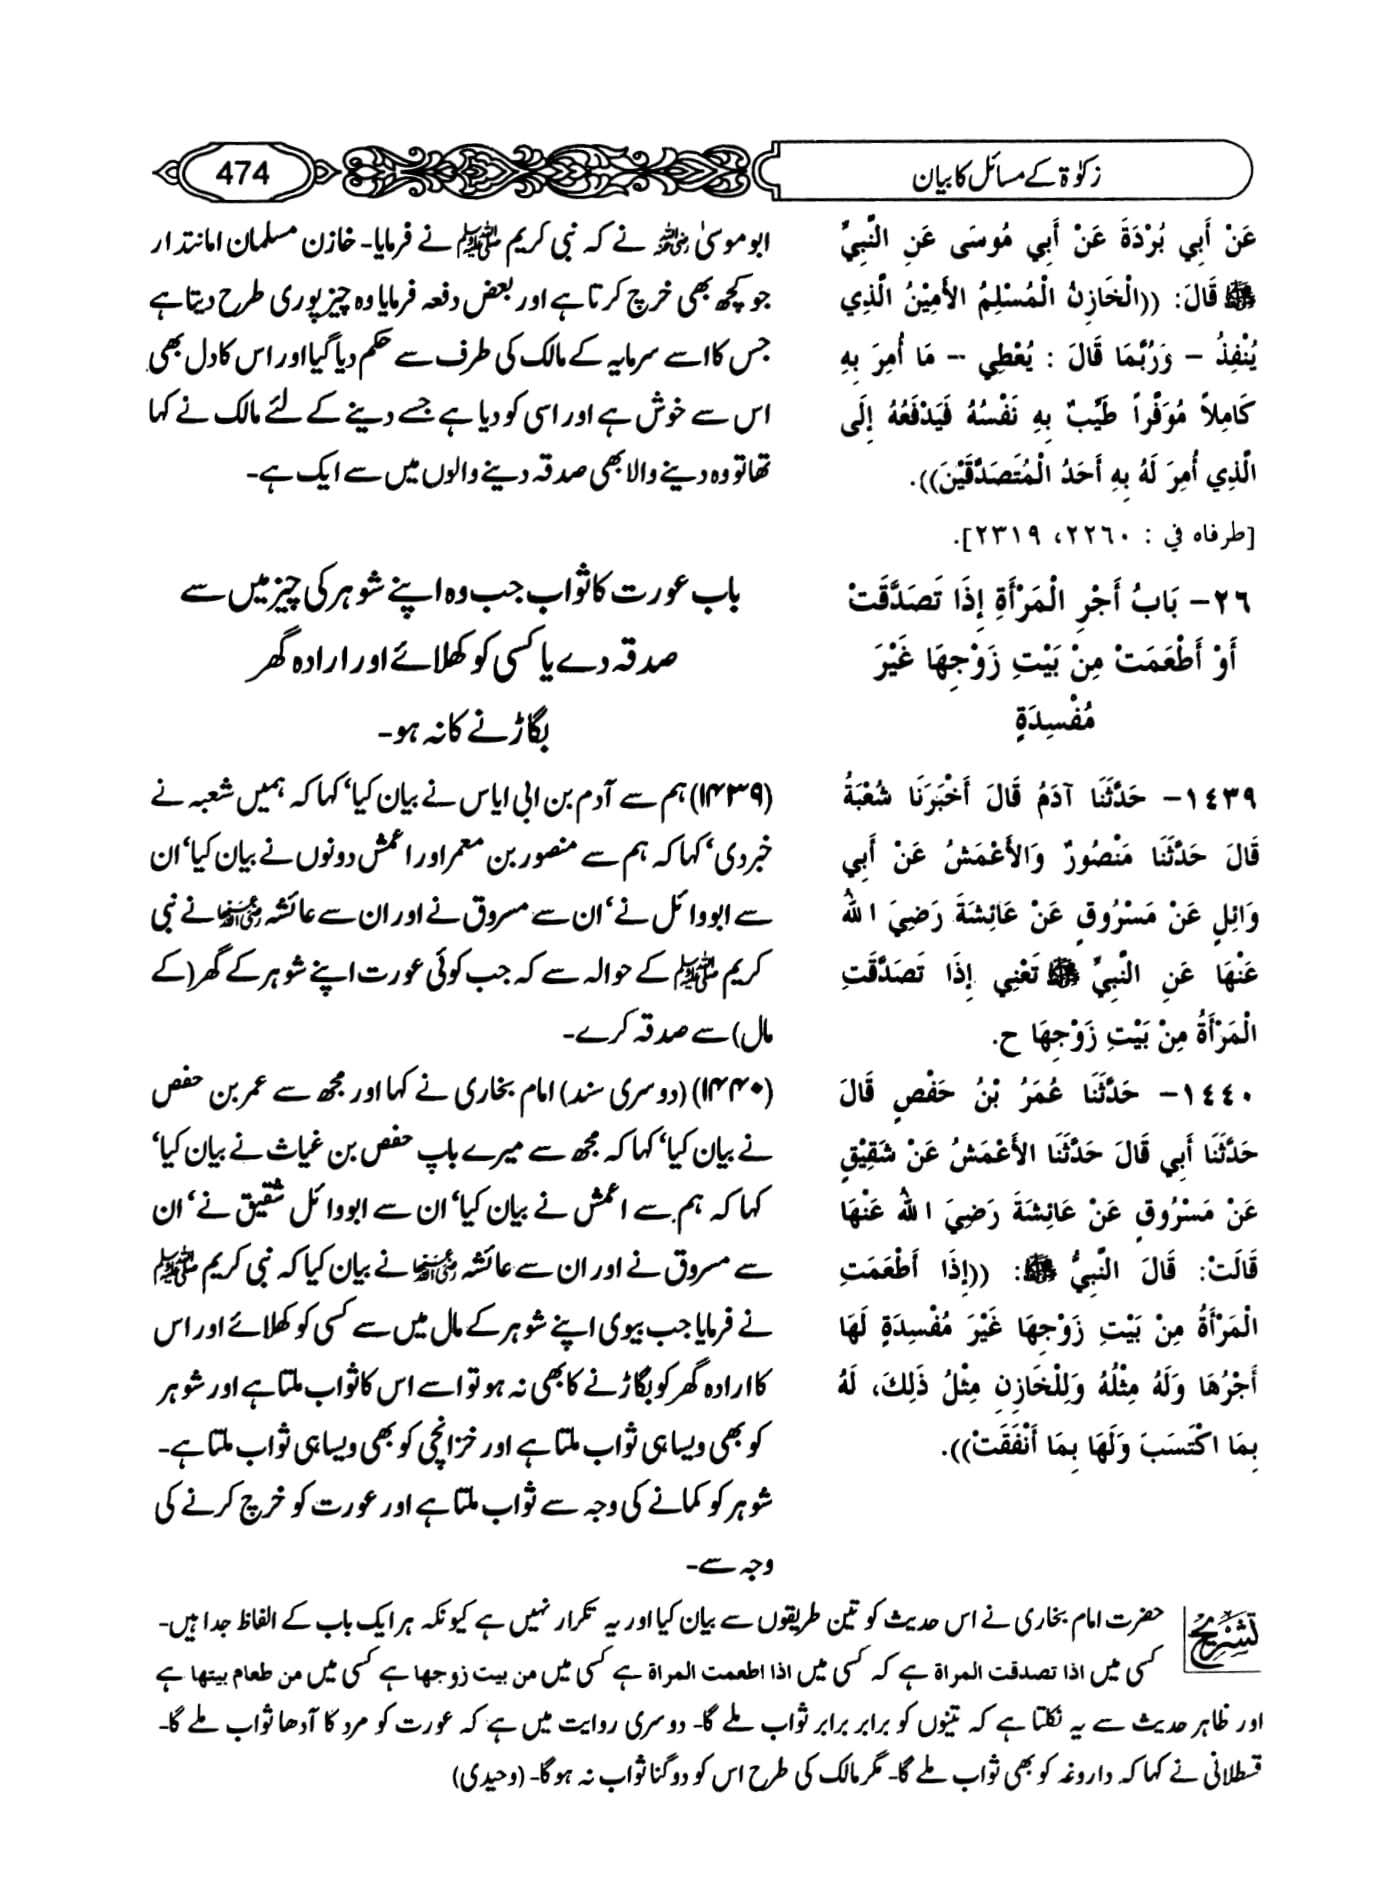 زکوٰۃ کے مسائل کا بیان
474
عَنْ أَبِي بُرْدَةَ عَنْ أَبِي مُوسَى عَنِ النَّبِيِّ
ﷺ قَالَ: ((الْخَازِنُ الْمُسْلِمُ الأَمِيْنُ الَّذِي
يُنْفِذُ – وَرُبَّمَا قَالَ : يُعْطِي – مَا أُمِرَ بِهِ
كَامِلاً مُوَفَّراً طَيِّبٌ بِهِ نَفْسُهُ فَيَدْفَعُهُ إِلَى
الَّذِي أُمِرَ لَهُ بِهِ أَحَدُ الْمُتَصَدِّقَيْنَ)).
[طرفاه في : ٢٢٦٠، ٢٣١٩].
٢٦– بَابُ أَجْرِ الْمَرْأَةِ إِذَا تَصَدَّقَتْ
أَوْ أَطْعَمَتْ مِنْ بَيْتِ زَوْجِهَا غَيْرَ
مُفْسِدَةٍ
١٤٣٩– حَدَّثَنَا آدَمُ قَالَ أَخْبَرَنَا شُعْبَةُ
قَالَ حَدَّثَنَا مَنْصُورٌ وَالأَعْمَشُ عَنْ أَبِي
وَائِلٍ عَنْ مَسْرُوقٍ عَنْ عَائِشَةَ رَضِيَ اللهُ
عَنْهَا عَنِ النَّبِيِّ ﷺ تَعْنِي إِذَا تَصَدَّقَتِ
الْمَرْأَةُ مِنْ بَيْتِ زَوْجِهَا ح.
١٤٤٠– حَدَّثَنَا عُمَرُ بْنُ حَفْصٍ قَالَ
حَدَّثَنَا أَبِي قَالَ حَدَّثَنَا الأَعْمَشُ عَنْ شَقِيْقٍ
عَنْ مَسْرُوقٍ عَنْ عَائِشَةَ رَضِيَ اللهُ عَنْهَا
قَالَتْ: قَالَ النَّبِيُّ ﷺ: ((إِذَا أَطْعَمَتِ
الْمَرْأَةُ مِنْ بَيْتِ زَوْجِهَا غَيْرَ مُفْسِدَةٍ لَهَا
أَجْرُهَا وَلَهُ مِثْلُهُ وَلِلْخَازِنِ مِثْلُ ذَلِكَ، لَهُ
بِمَا اكْتَسَبَ وَلَهَا بِمَا أَنْفَقَتْ)).
ابو موسیٰ رضی اللہ عنہ نے کہ نبی کریم ﷺ نے فرمایا۔ خازن مسلمان امانتدار
جو کچھ بھی خرچ کرتا ہے اور بعض دفعہ فرمایا وہ چیز پوری طرح دیتا ہے
جس کا اسے سرمایہ کے مالک کی طرف سے حکم دیا گیا اور اس کا دل بھی
اس سے خوش ہے اور اسی کو دیا ہے جسے دینے کے لئے مالک نے کہا
تھا تو وہ دینے والا بھی صدقہ دینے والوں میں سے ایک ہے۔
باب عورت کا ثواب جب وہ اپنے شوہر کی چیز میں سے
صدقہ دے یا کسی کو کھلائے اور ارادہ گھر
بگاڑنے کا نہ ہو۔
(۱۴۳۹) ہم سے آدم بن ابی ایاس نے بیان کیا‘ کہا کہ ہمیں شعبہ نے
خبر دی‘ کہا کہ ہم سے منصور بن معمر اور اعمش دونوں نے بیان کیا‘ ان
سے ابووائل نے‘ ان سے مسروق نے اور ان سے عائشہ رضی اللہ عنہا نے نبی
کریم ﷺ کے حوالہ سے کہ جب کوئی عورت اپنے شوہر کے گھر (کے
مال) سے صدقہ کرے۔
(۱۴۴۰) (دوسری سند) امام بخاری نے کہا اور مجھ سے عمر بن حفص
نے بیان کیا‘ کہا کہ مجھ سے میرے باپ حفص بن غیاث نے بیان کیا‘
کہا کہ ہم سے اعمش نے بیان کیا‘ ان سے ابووائل شقیق نے‘ ان
سے مسروق نے اور ان سے عائشہ رضی اللہ عنہا نے بیان کیا کہ نبی کریم ﷺ
نے فرمایا جب بیوی اپنے شوہر کے مال میں سے کسی کو کھلائے اور اس
کا ارادہ گھر کو بگاڑنے کا بھی نہ ہو تو اسے اس کا ثواب ملتا ہے اور شوہر
کو بھی ویسا ہی ثواب ملتا ہے اور خزانچی کو بھی ویسا ہی ثواب ملتا ہے۔
شوہر کو کمانے کی وجہ سے ثواب ملتا ہے اور عورت کو خرچ کرنے کی
وجہ سے۔
تشریح حضرت امام بخاری نے اس حدیث کو تین طریقوں سے بیان کیا اور یہ تکرار نہیں ہے کیونکہ ہر ایک باب کے الفاظ جدا ہیں۔
کسی میں اذا تصدقت المراة ہے کہ کسی میں اذا اطعمت المراة ہے کسی میں من بیت زوجها ہے کسی میں من طعام بیتها ہے
اور ظاہر حدیث سے یہ نکلتا ہے کہ تینوں کو برابر برابر ثواب ملے گا۔ دوسری روایت میں ہے کہ عورت کو مرد کا آدھا ثواب ملے گا۔
قسطلانی نے کہا کہ داروغہ کو بھی ثواب ملے گا۔ مگر مالک کی طرح اس کو دوگنا ثواب نہ ہوگا۔ (وحیدی)